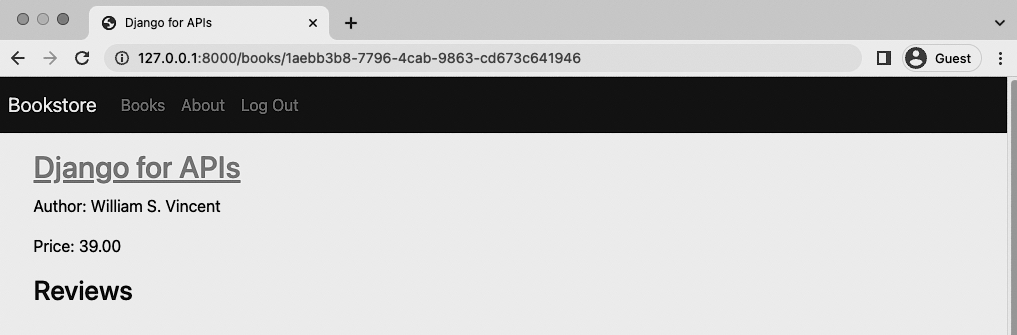 Django for APIs
127.0.0.1:8000/books/1aebb3b8-7796-4cab-9863-cd673c641946
Guest
Bookstore Books About Log Out
Django for APIs
Author: William S. Vincent
Price: 39.00
Reviews